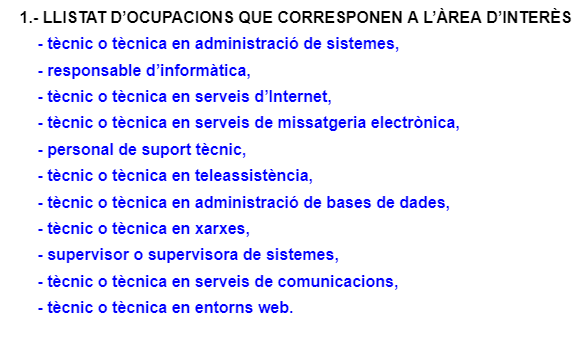 1.- LLISTAT D’OCUPACIONS QUE CORRESPONEN A L’ÀREA D’INTERÈS
- tècnic o tècnica en administració de sistemes,
- responsable d’informàtica,
- tècnic o tècnica en serveis d’Internet,
- tècnic o tècnica en serveis de missatgeria electrònica,
- personal de suport tècnic,
- tècnic o tècnica en teleassistència,
- tècnic o tècnica en administració de bases de dades,
- tècnic o tècnica en xarxes,
- supervisor o supervisora de sistemes,
- tècnic o tècnica en serveis de comunicacions,
- tècnic o tècnica en entorns web.